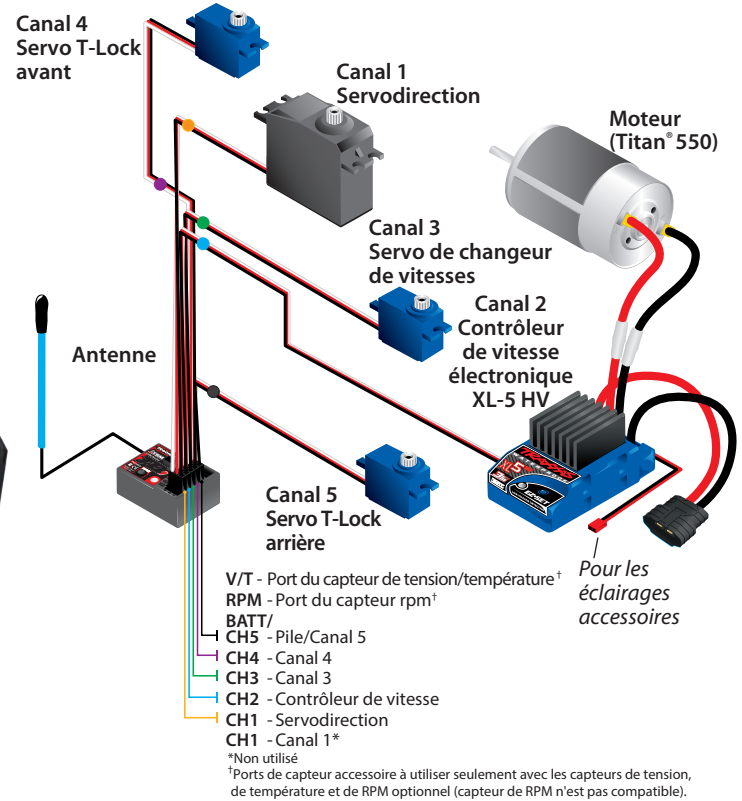 Canal 4
Servo T-Lock
avant
Canal 1
Servodirection
Moteur
(Titan® 550)
Canal 3
Servo de changeur
de vitesses
Canal 2
Contrôleur
de vitesse
électronique
XL-5 HV
Antenne
TRAXXAS
XL5
EZ-SET
Canal 5
Servo T-Lock
arrière
Pour les
éclairages
accessoires
V/T - Port du capteur de tension/température†
RPM - Port du capteur rpm†
BATT/
CH5 - Pile/Canal 5
CH4 - Canal 4
CH3 - Canal 3
CH2 - Contrôleur de vitesse
CH1 - Servodirection
CH1 - Canal 1*
*Non utilisé
†Ports de capteur accessoire à utiliser seulement avec les capteurs de tension,
de température et de RPM optionnel (capteur de RPM n'est pas compatible).